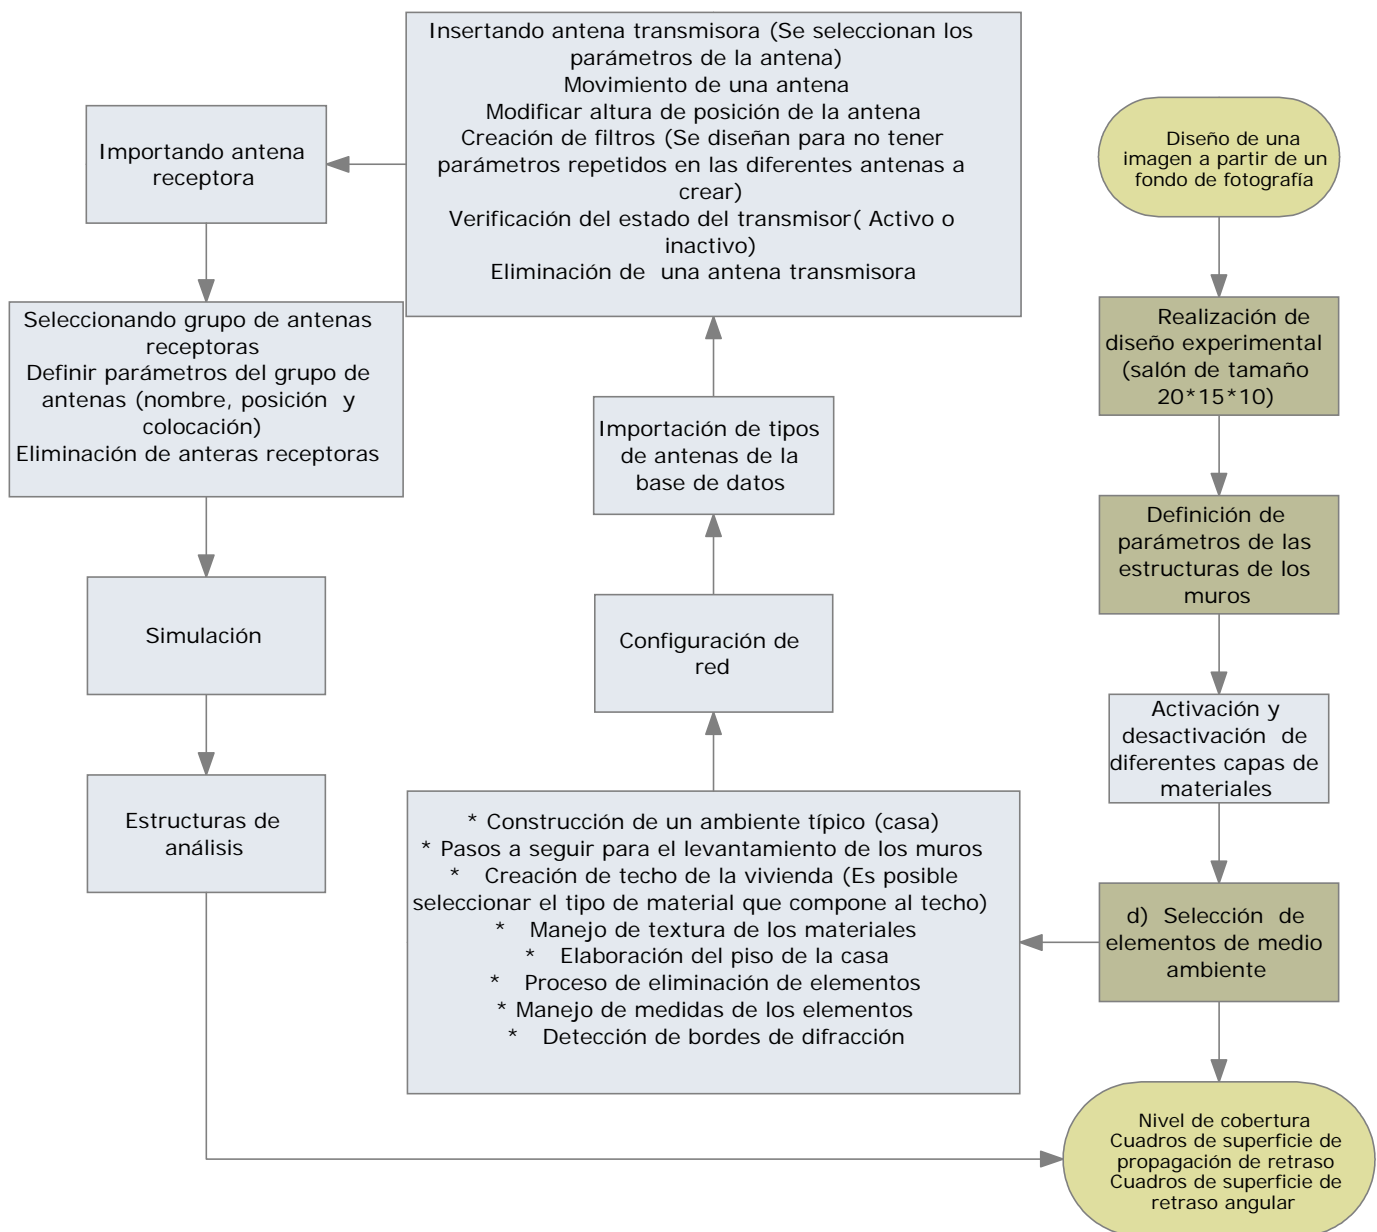 Diseño de una
imagen a partir de un
fondo de fotografía
Realización de
diseño experimental
(salón de tamaño
20*15*10)
Definición de
parámetros de las
estructuras de los
muros
Activación y
desactivación de
diferentes capas de
materiales
d) Selección de
elementos de medio
ambiente
* Construcción de un ambiente típico (casa)
* Pasos a seguir para el levantamiento de los muros
* Creación de techo de la vivienda (Es posible
seleccionar el tipo de material que compone al techo)
* Manejo de textura de los materiales
* Elaboración del piso de la casa
* Proceso de eliminación de elementos
* Manejo de medidas de los elementos
* Detección de bordes de difracción
Configuración de
red
Importación de tipos
de antenas de la
base de datos
Insertando antena transmisora (Se seleccionan los
parámetros de la antena)
Movimiento de una antena
Modificar altura de posición de la antena
Creación de filtros (Se diseñan para no tener
parámetros repetidos en las diferentes antenas a
crear)
Verificación del estado del transmisor( Activo o
inactivo)
Eliminación de una antena transmisora
Importando antena
receptora
Seleccionando grupo de antenas
receptoras
Definir parámetros del grupo de
antenas (nombre, posición y
colocación)
Eliminación de anteras receptoras
Simulación
Estructuras de
análisis
Nivel de cobertura
Cuadros de superficie de
propagación de retraso
Cuadros de superficie de
retraso angular